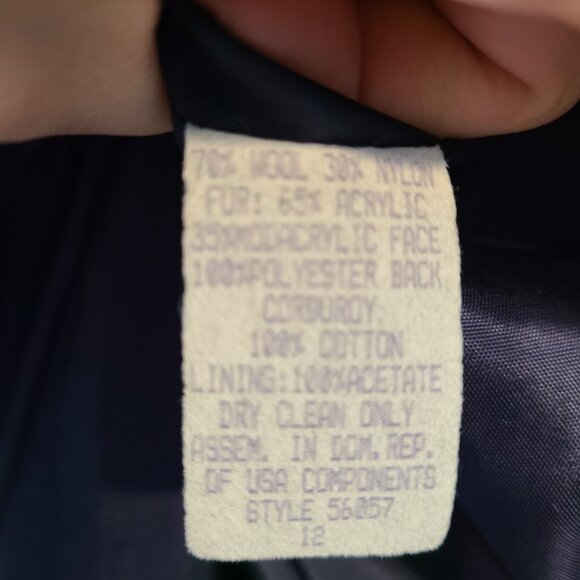 70% WOOL 30% NYLON
FUR: 65% ACRYLIC
35%MODACRYLIC FACE
100%POLYESTER BACK
CORDUROY
100% COTTON
LINING:100%ACETATE
DRY CLEAN ONLY
ASSEM. IN DOM. REP.
OF USA COMPONENTS
STYLE 56057
12